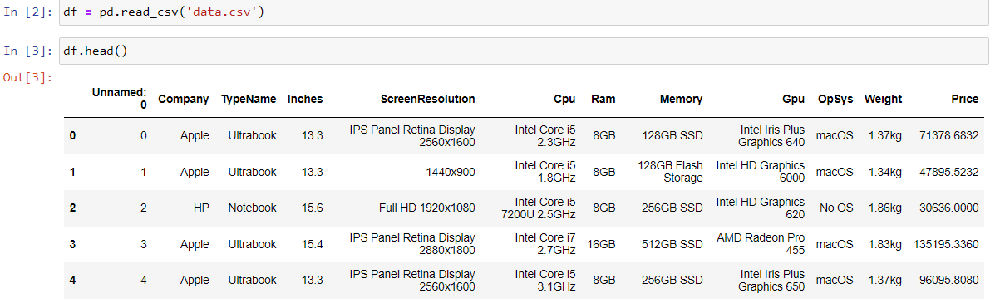 In [2]: df = pd.read_csv('data.csv')
In [3]: df.head()
Out[3]:
Unnamed: 0 Company TypeName Inches ScreenResolution Cpu Ram Memory Gpu OpSys Weight Price
0 0 Apple Ultrabook 13.3 IPS Panel Retina Display 2560x1600 Intel Core i5 2.3GHz 8GB 128GB SSD Intel Iris Plus Graphics 640 macOS 1.37kg 71378.6832
1 1 Apple Ultrabook 13.3 1440x900 Intel Core i5 1.8GHz 8GB 128GB Flash Storage Intel HD Graphics 6000 macOS 1.34kg 47895.5232
2 2 HP Notebook 15.6 Full HD 1920x1080 Intel Core i5 7200U 2.5GHz 8GB 256GB SSD Intel HD Graphics 620 No OS 1.86kg 30636.0000
3 3 Apple Ultrabook 15.4 IPS Panel Retina Display 2880x1800 Intel Core i7 2.7GHz 16GB 512GB SSD AMD Radeon Pro 455 macOS 1.83kg 135195.3360
4 4 Apple Ultrabook 13.3 IPS Panel Retina Display 2560x1600 Intel Core i5 3.1GHz 8GB 256GB SSD Intel Iris Plus Graphics 650 macOS 1.37kg 96095.8080